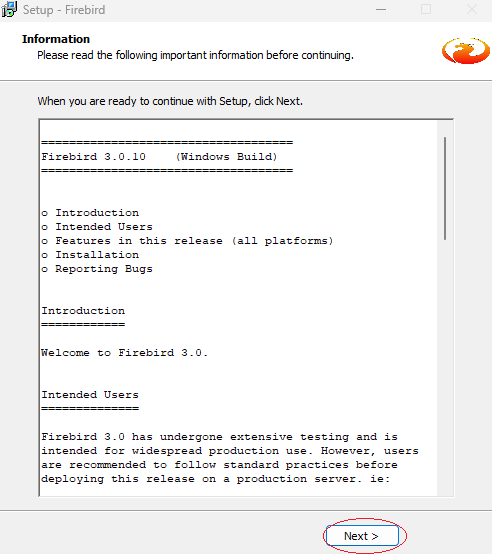 Setup - Firebird
Information
Please read the following important information before continuing.
When you are ready to continue with Setup, click Next.
====================================
Firebird 3.0.10    (Windows Build)
====================================
o Introduction
o Intended Users
o Features in this release (all platforms)
o Installation
o Reporting Bugs
Introduction
============
Welcome to Firebird 3.0.
Intended Users
==============
Firebird 3.0 has undergone extensive testing and is
intended for widespread production use. However, users
are recommended to follow standard practices before
deploying this release on a production server. ie:
Next >